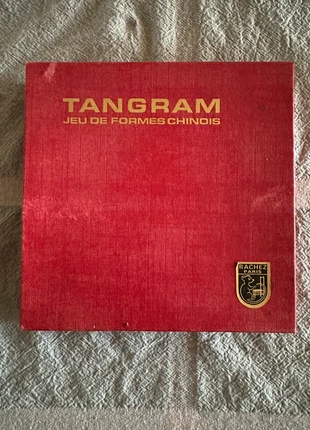 TANGRAM
JEU DE FORMES CHINOIS
RACHEZ
PARIS